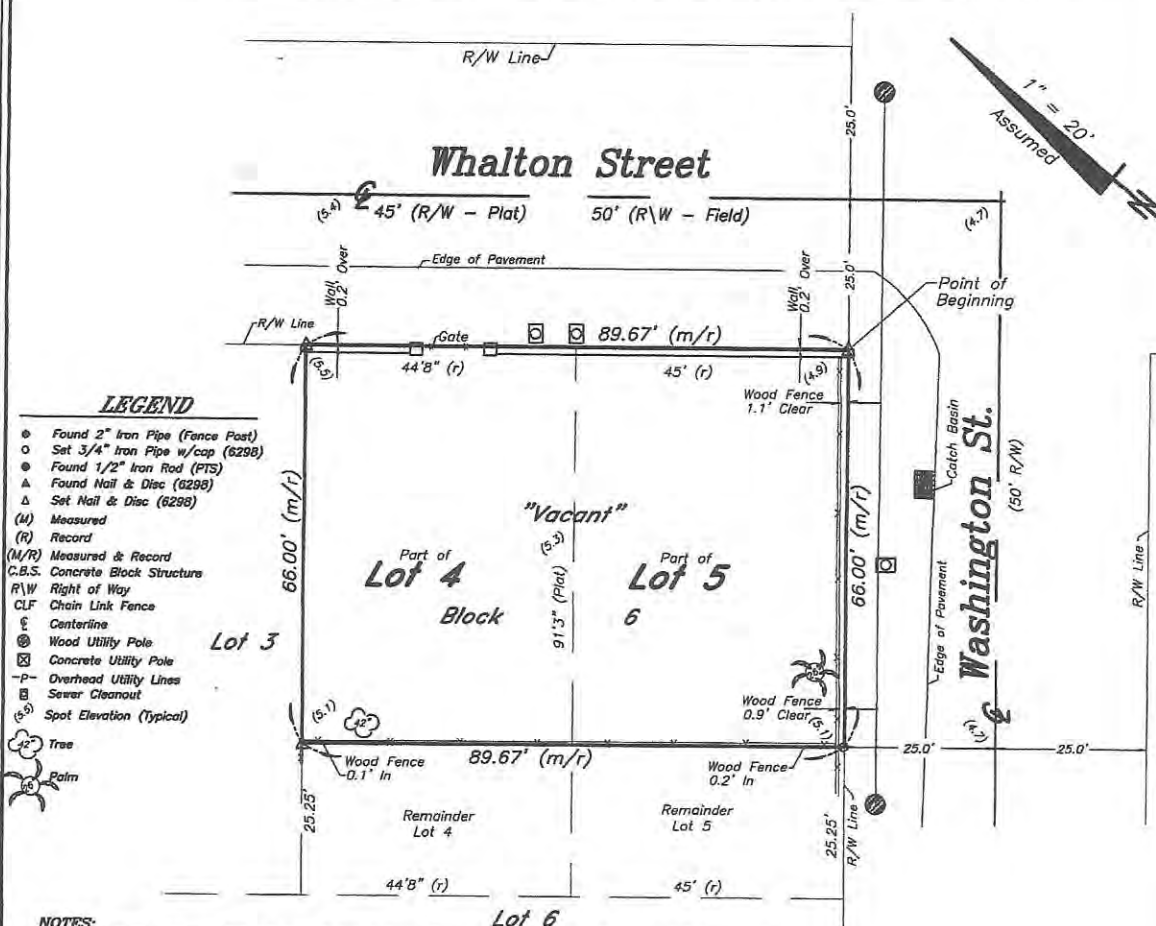 R/W Line
25.0'
1" = 20'
Assumed
N
Whalton Street
℄
(5.4)
45' (R/W - Plat)
50' (R\W - Field)
(4.7)
Edge of Pavement
Wall Over
0.2'
Wall Over
0.2'
25.0'
Point of
Beginning
R/W Line
Gate
89.67' (m/r)
(5.5)
44'8" (r)
45' (r)
(4.9)
Wood Fence
1.1' Clear
LEGEND
Found 2" Iron Pipe (Fence Post)
Set 3/4" Iron Pipe w/cap (6298)
Found 1/2" Iron Rod (PTS)
Found Nail & Disc (6298)
Set Nail & Disc (6298)
(M) Measured
(R) Record
(M/R) Measured & Record
C.B.S. Concrete Block Structure
R\W Right of Way
CLF Chain Link Fence
℄ Centerline
Wood Utility Pole
Concrete Utility Pole
-P- Overhead Utility Lines
Sewer Cleanout
(5.5) Spot Elevation (Typical)
42" Tree
Palm
66.00' (m/r)
Lot 3
"Vacant"
(5.3)
Part of
Lot 4
Part of
Lot 5
Block 6
91'3" (Plat)
66.00' (m/r)
Catch Basin
Washington St.
(50' R/W)
Edge of Pavement
R/W Line
℄
(4.7)
Wood Fence
0.9' Clear
(5.1)
(5.1)
42"
Wood Fence
0.1' In
89.67' (m/r)
Wood Fence
0.2' In
25.0'
25.0'
25.25'
Remainder
Lot 4
Remainder
Lot 5
25.25'
R/W Line
44'8" (r)
45' (r)
Lot 6
NOTES: